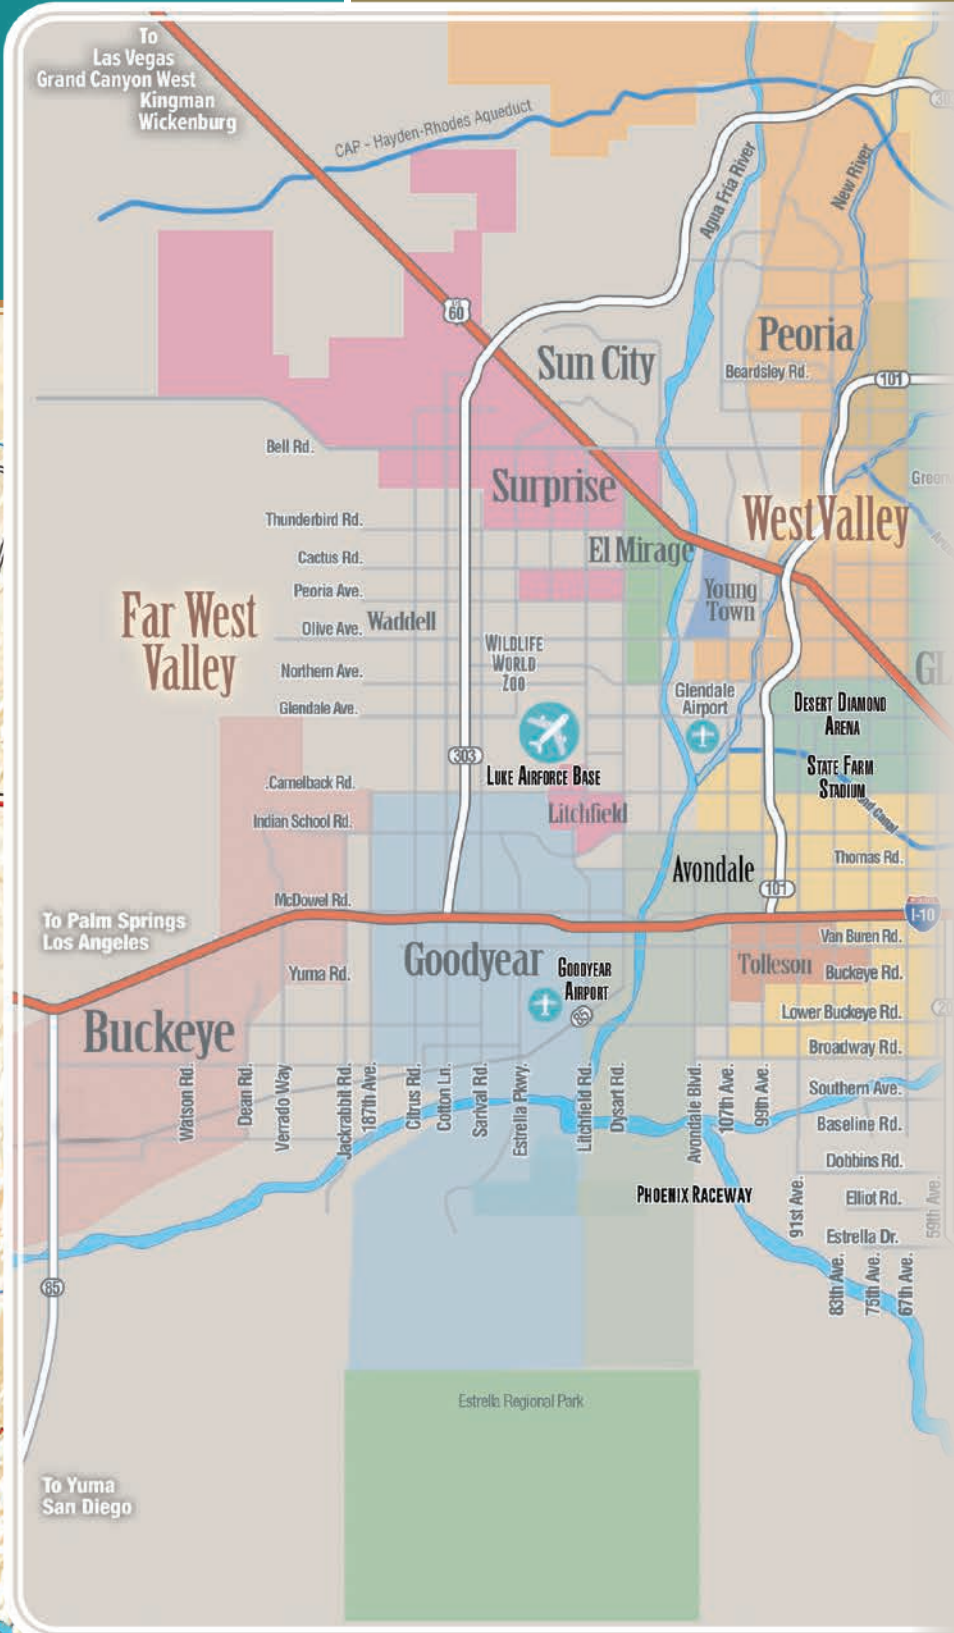 To
Las Vegas
Grand Canyon West
Kingman
Wickenburg
CAP - Hayden-Rhodes Aqueduct
Agua Fria River
New River
30
US
60
Sun City
Peoria
Beardsley Rd.
101
Bell Rd.
Surprise
Green
Thunderbird Rd.
West Valley
Cactus Rd.
El Mirage
Peoria Ave.
Young
Town
Far West
Valley
Olive Ave.
Waddell
WILDLIFE
WORLD
ZOO
Northern Ave.
GL
Glendale Ave.
Glendale
Airport
DESERT DIAMOND
ARENA
303
LUKE AIRFORCE BASE
STATE FARM
STADIUM
Camelback Rd.
Litchfield
Canal
Indian School Rd.
Thomas Rd.
Avondale
101
McDowel Rd.
To Palm Springs
Los Angeles
I-10
Van Buren Rd.
Goodyear
GOODYEAR
AIRPORT
Tolleson
Buckeye Rd.
Yuma Rd.
85
Lower Buckeye Rd.
20
Buckeye
Broadway Rd.
Watson Rd.
Dean Rd.
Verrado Way
Jackrabbit Rd.
187th Ave.
Citrus Rd.
Cotton Ln.
Sarival Rd.
Estrella Pkwy.
Litchfield Rd.
Dysart Rd.
Avondale Blvd.
107th Ave.
99th Ave.
Southern Ave.
Baseline Rd.
Dobbins Rd.
PHOENIX RACEWAY
91st Ave.
Elliot Rd.
59th Ave.
Estrella Dr.
83th Ave.
75th Ave.
67th Ave.
85
Estrella Regional Park
To Yuma
San Diego